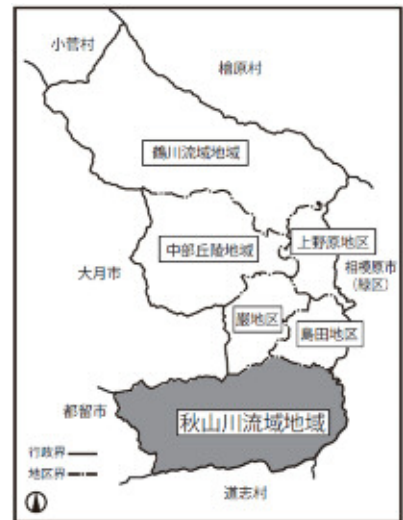 小菅村
檜原村
鶴川流域地域
中部丘陵地域
上野原地区
大月市
相模原市
(緑区)
巌地区
島田地区
都留市
秋山川流域地域
行政界
地区界
道志村